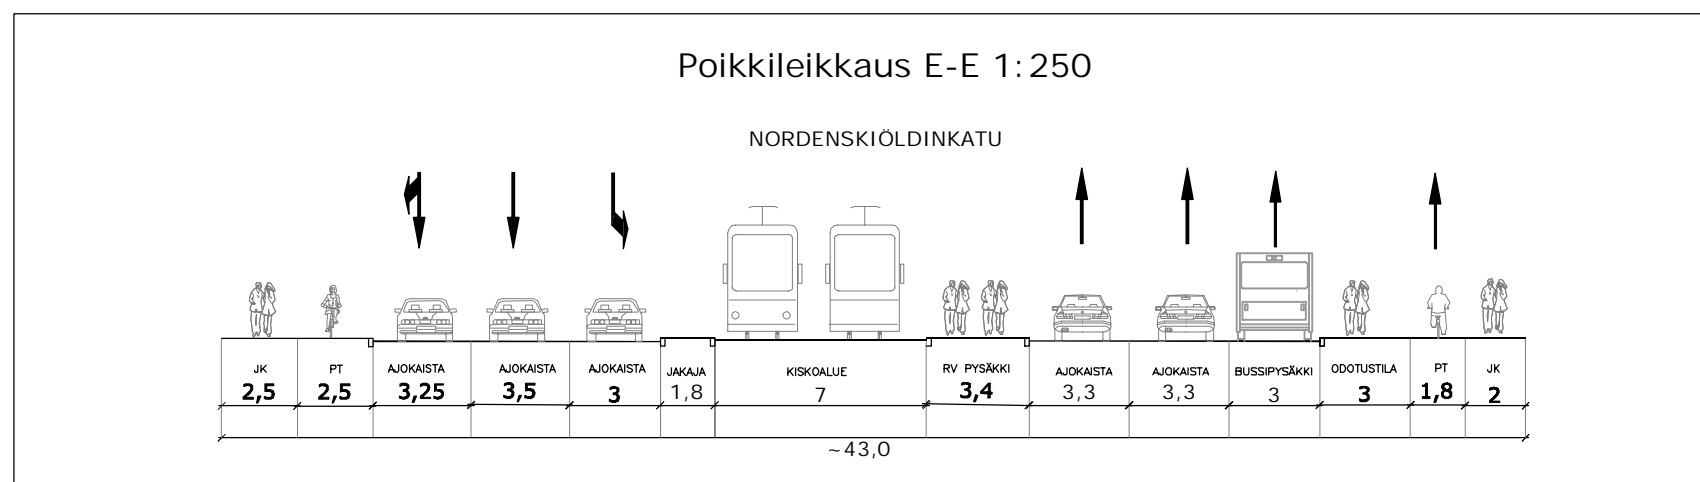 Poikkileikkaus E-E 1:250
NORDENSKIÖLDINKATU
JK PT AJOKAISTA AJOKAISTA AJOKAISTA JAKAJA KISKOALUE RV PYSÄKKI AJOKAISTA AJOKAISTA BUSSIPYSÄKKI ODOTUSTILA PT JK
2,5 2,5 3,25 3,5 3 1,8 7 3,4 3,3 3,3 3 3 1,8 2
~43,0